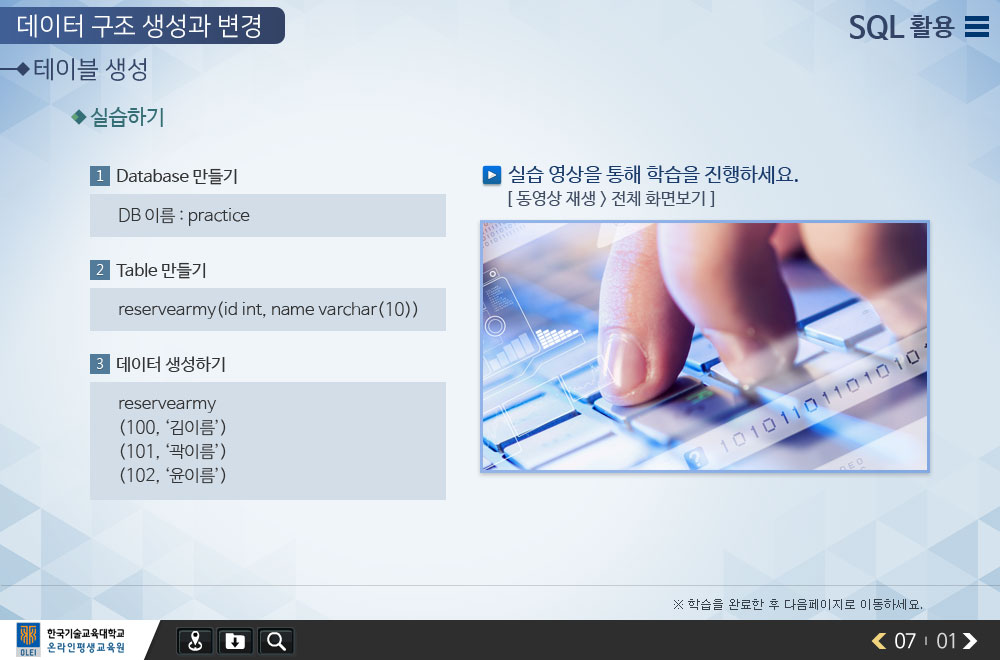 데이터 구조 생성과 변경
SQL 활용
테이블 생성
실습하기
1 Database 만들기
DB 이름 : practice
2 Table 만들기
reservearmy(id int, name varchar(10))
3 데이터 생성하기
reservearmy
(100, ‘김이름’)
(101, ‘곽이름’)
(102, ‘윤이름’)
실습 영상을 통해 학습을 진행하세요.
[ 동영상 재생 > 전체 화면보기 ]
101011011010101
?
※ 학습을 완료한 후 다음페이지로 이동하세요.
OLEI
한국기술교육대학교
온라인평생교육원
07 01